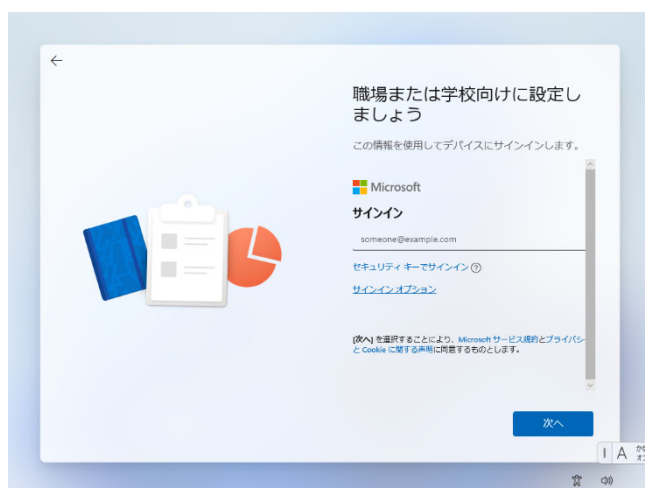 職場または学校向けに設定し
ましょう
この情報を使用してデバイスにサインインします。
Microsoft
サインイン
someone@example.com
セキュリティ キーでサインイン
サインイン オプション
[次へ] を選択することにより、Microsoft サービス規約とプライバシー
と Cookie に関する声明に同意するものとします。
次へ
A